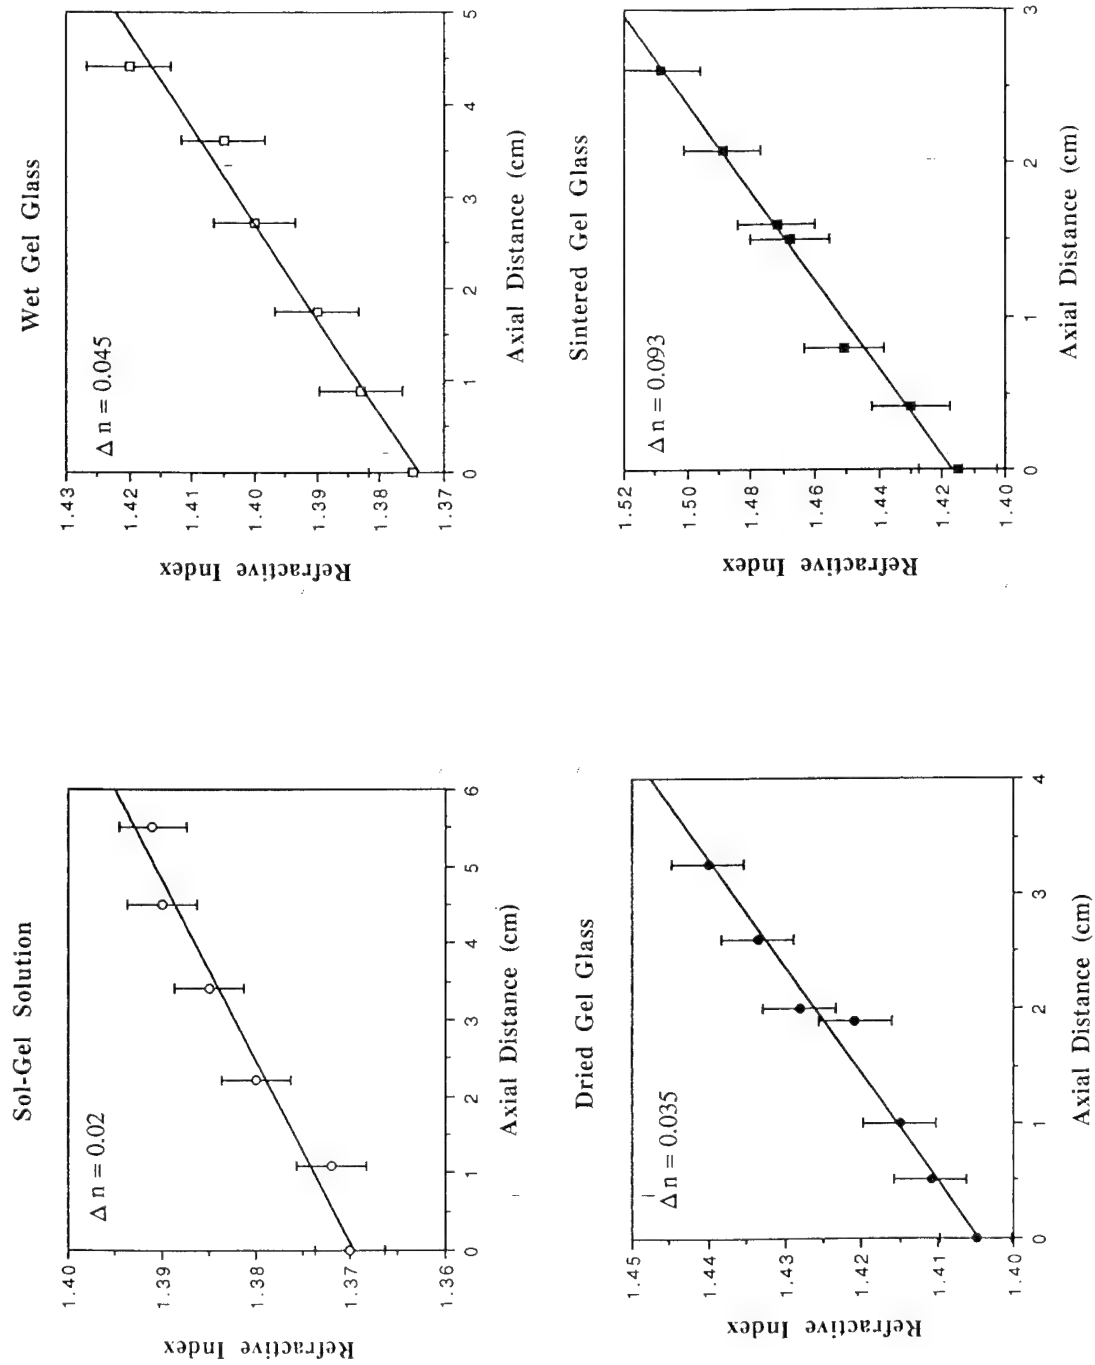 Sol-Gel Solution
Δ n = 0.02
Refractive Index
1.40
1.39
1.38
1.37
1.36
0 1 2 3 4 5 6
Axial Distance (cm)
Wet Gel Glass
Δ n = 0.045
Refractive Index
1.43
1.42
1.41
1.40
1.39
1.38
1.37
0 1 2 3 4 5
Axial Distance (cm)
Dried Gel Glass
Δ n = 0.035
Refractive Index
1.45
1.44
1.43
1.42
1.41
1.40
0 1 2 3 4
Axial Distance (cm)
Sintered Gel Glass
Δ n = 0.093
Refractive Index
1.52
1.50
1.48
1.46
1.44
1.42
1.40
0 1 2 3
Axial Distance (cm)